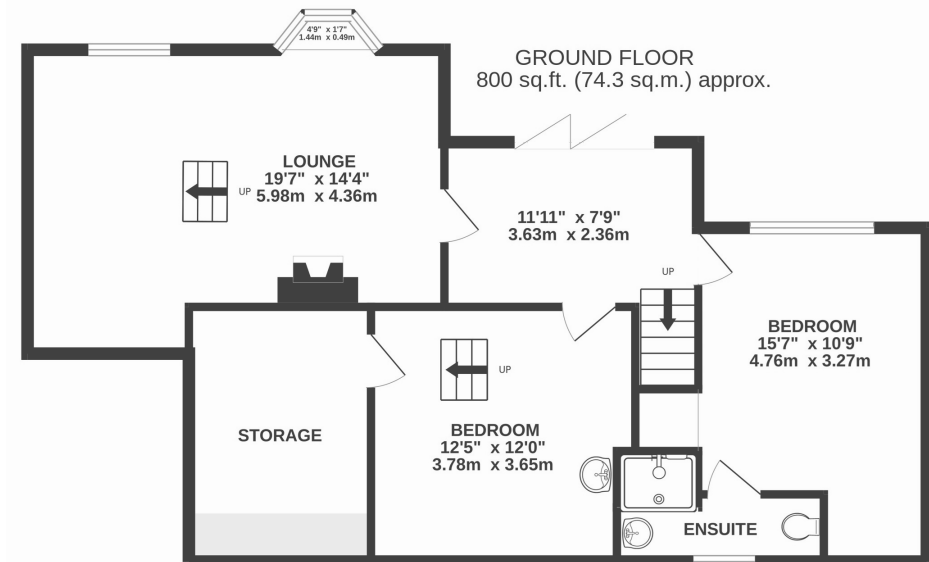 4'9" x 1'7"
1.44m x 0.49m
GROUND FLOOR
800 sq.ft. (74.3 sq.m.) approx.
LOUNGE
19'7" x 14'4"
5.98m x 4.36m
UP
11'11" x 7'9"
3.63m x 2.36m
UP
BEDROOM
15'7" x 10'9"
4.76m x 3.27m
UP
BEDROOM
12'5" x 12'0"
3.78m x 3.65m
STORAGE
ENSUITE